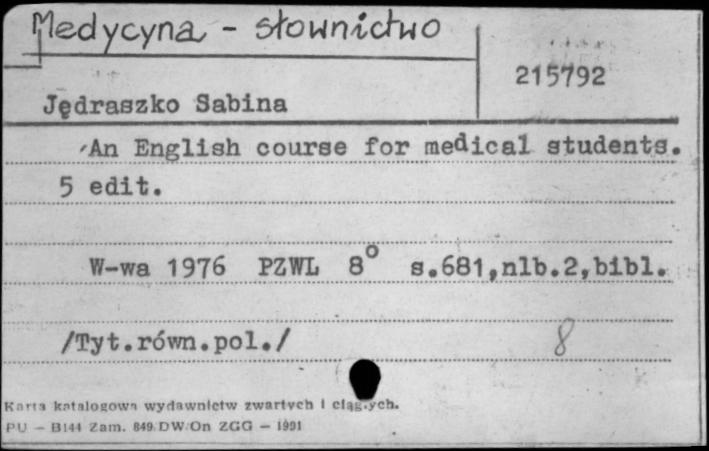 Medycyna - słownictwo
215792
Jędraszko Sabina
An English course for medical students.
5 edit.
W-wa 1976 PZWL 8° s.681,nlb.2,bibl.
/Tyt.równ.pol./
8
Karta katalogowa wydawnictw zwartych i ciągłych.
PU - B144 Zam. 849/DW/On ZGG - 1991